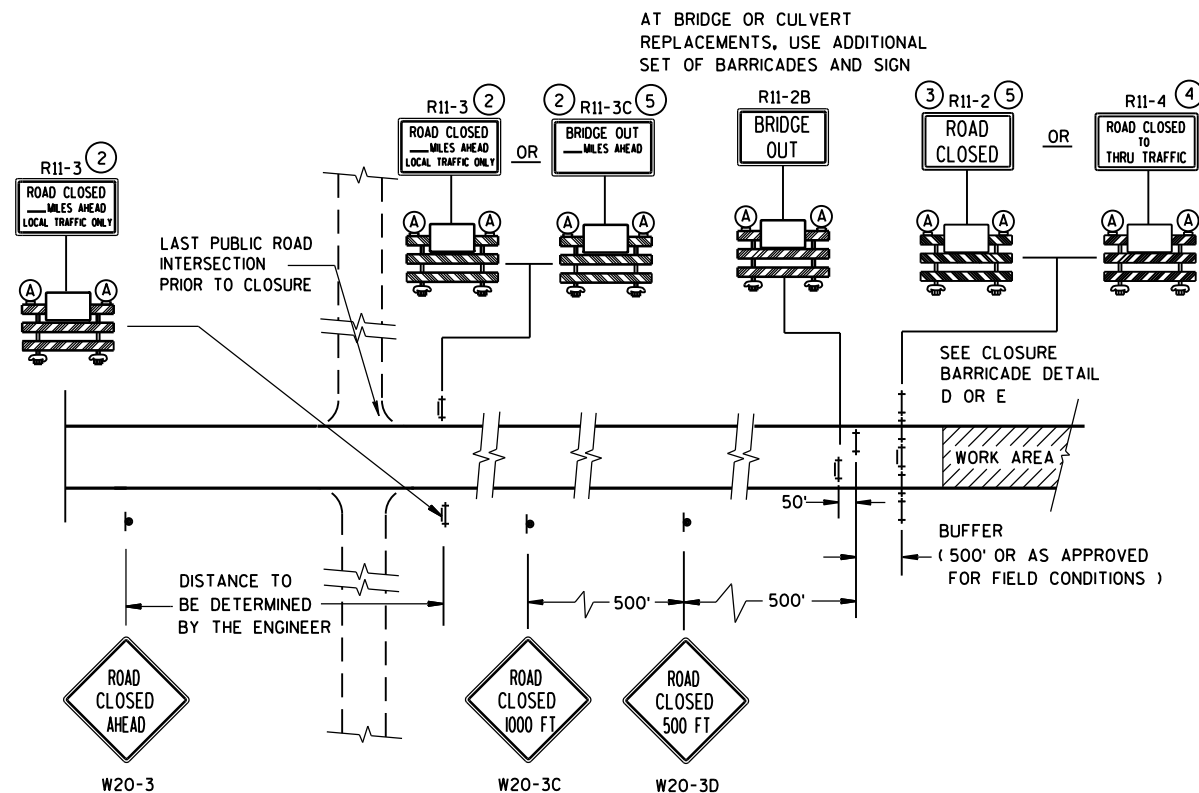 AT BRIDGE OR CULVERT
REPLACEMENTS, USE ADDITIONAL
SET OF BARRICADES AND SIGN
R11-3 2
ROAD CLOSED
___MILES AHEAD
LOCAL TRAFFIC ONLY
R11-3 2
ROAD CLOSED
___MILES AHEAD
LOCAL TRAFFIC ONLY
OR
2 R11-3C 5
BRIDGE OUT
___MILES AHEAD
R11-2B
BRIDGE
OUT
3 R11-2 5
ROAD
CLOSED
OR
R11-4 4
ROAD CLOSED
TO
THRU TRAFFIC
A A
A A
A A
A A
A A
A A
LAST PUBLIC ROAD
INTERSECTION
PRIOR TO CLOSURE
SEE CLOSURE
BARRICADE DETAIL
D OR E
WORK AREA
50'
BUFFER
( 500' OR AS APPROVED
FOR FIELD CONDITIONS )
DISTANCE TO
BE DETERMINED
BY THE ENGINEER
500'
500'
ROAD
CLOSED
AHEAD
W20-3
ROAD
CLOSED
1000 FT
W20-3C
ROAD
CLOSED
500 FT
W20-3D